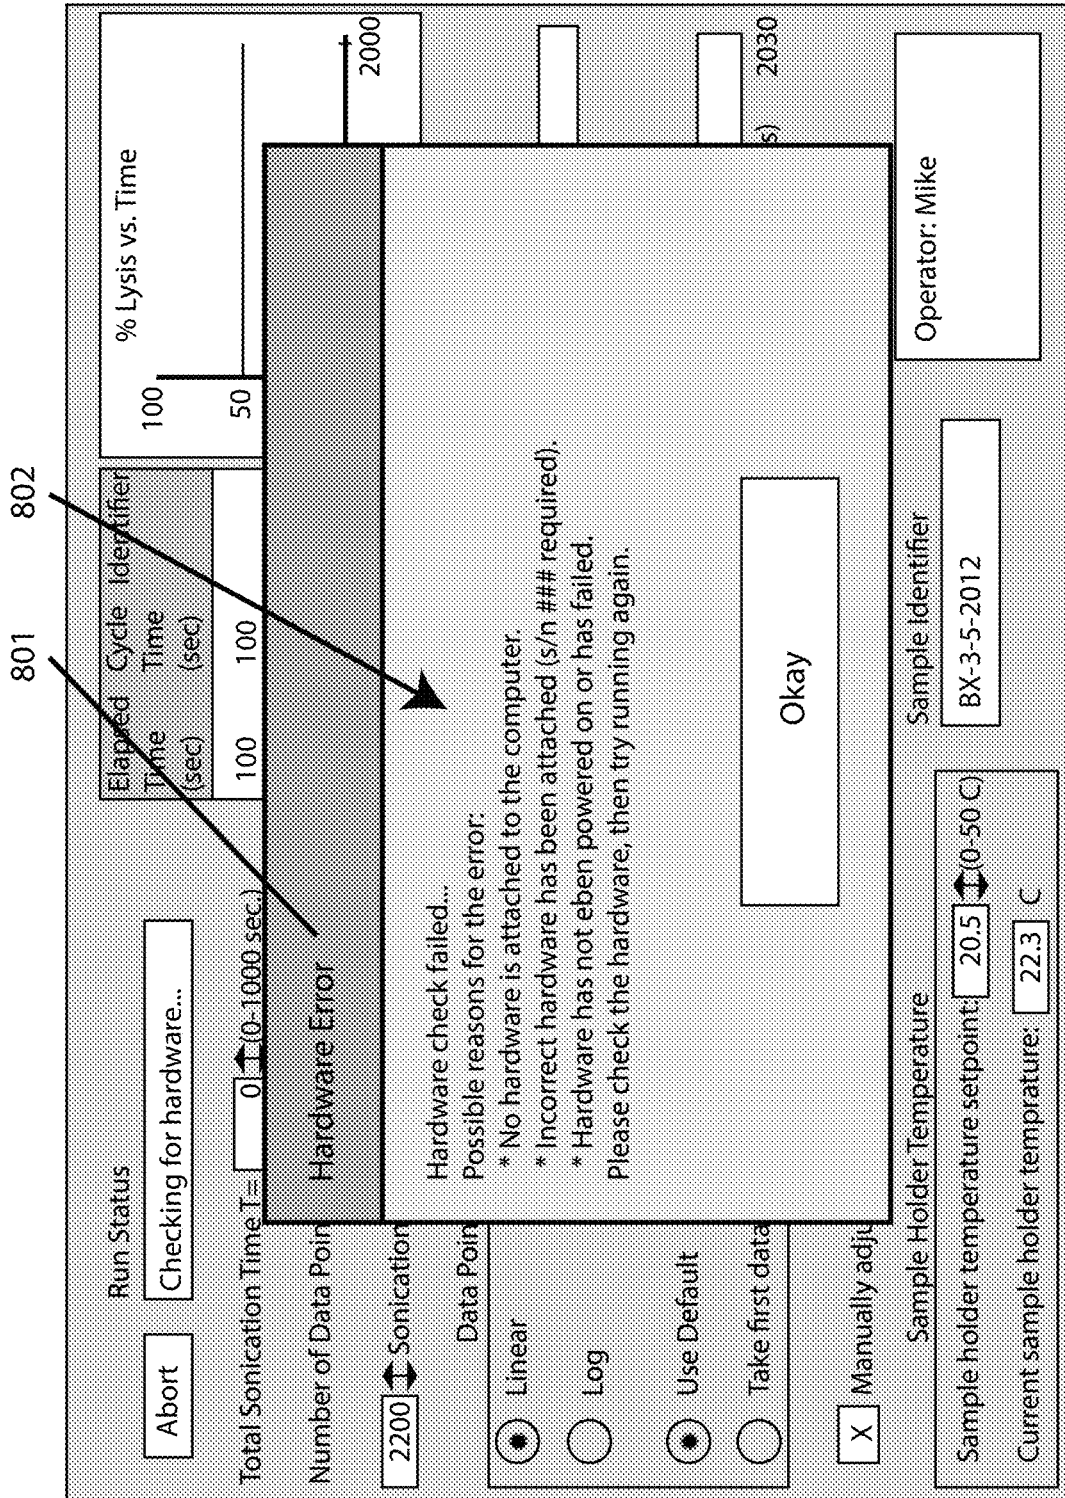 801
802
Run Status
Abort
Checking for hardware...
Elapsed Cycle Identifier
Time Time
(sec) (sec)
100 100
% Lysis vs. Time
100
50
2000
Total Sonication Time T= 0 (0-1000 sec.)
Number of Data Poin
2200 Sonication
Data Poin
Linear
Log
Use Default
Take first data
s) 2030
X Manually adju
Hardware Error
Hardware check failed...
Possible reasons for the error:
* No hardware is attached to the computer.
* Incorrect hardware has been attached (s/n ### required).
* Hardware has not eben powered on or has failed.
Please check the hardware, then try running again.
Okay
Sample Holder Temperature
Sample holder temperature setpoint: 20.5 (0-50 C)
Current sample holder temprature: 22.3 C
Sample Identifier
BX-3-5-2012
Operator: Mike